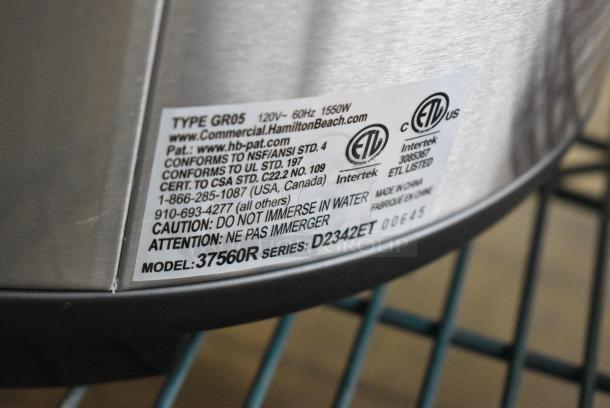 TYPE GR05 120V~ 60Hz 1550W
www.Commercial.HamiltonBeach.com
Pat.: www.hb-pat.com
CONFORMS TO NSF/ANSI STD. 4
CONFORMS TO UL STD. 197
CERT. TO CSA STD. C22.2 NO. 109
1-866-285-1087 (USA, Canada)
910-693-4277 (all others)
CAUTION: DO NOT IMMERSE IN WATER
ATTENTION: NE PAS IMMERGER
MODEL: 37560R SERIES: D2342ET 00645
ETL
Intertek
C ETL US
Intertek
3085367
ETL LISTED
MADE IN CHINA
FABRIQUÉ EN CHINE
GROUP